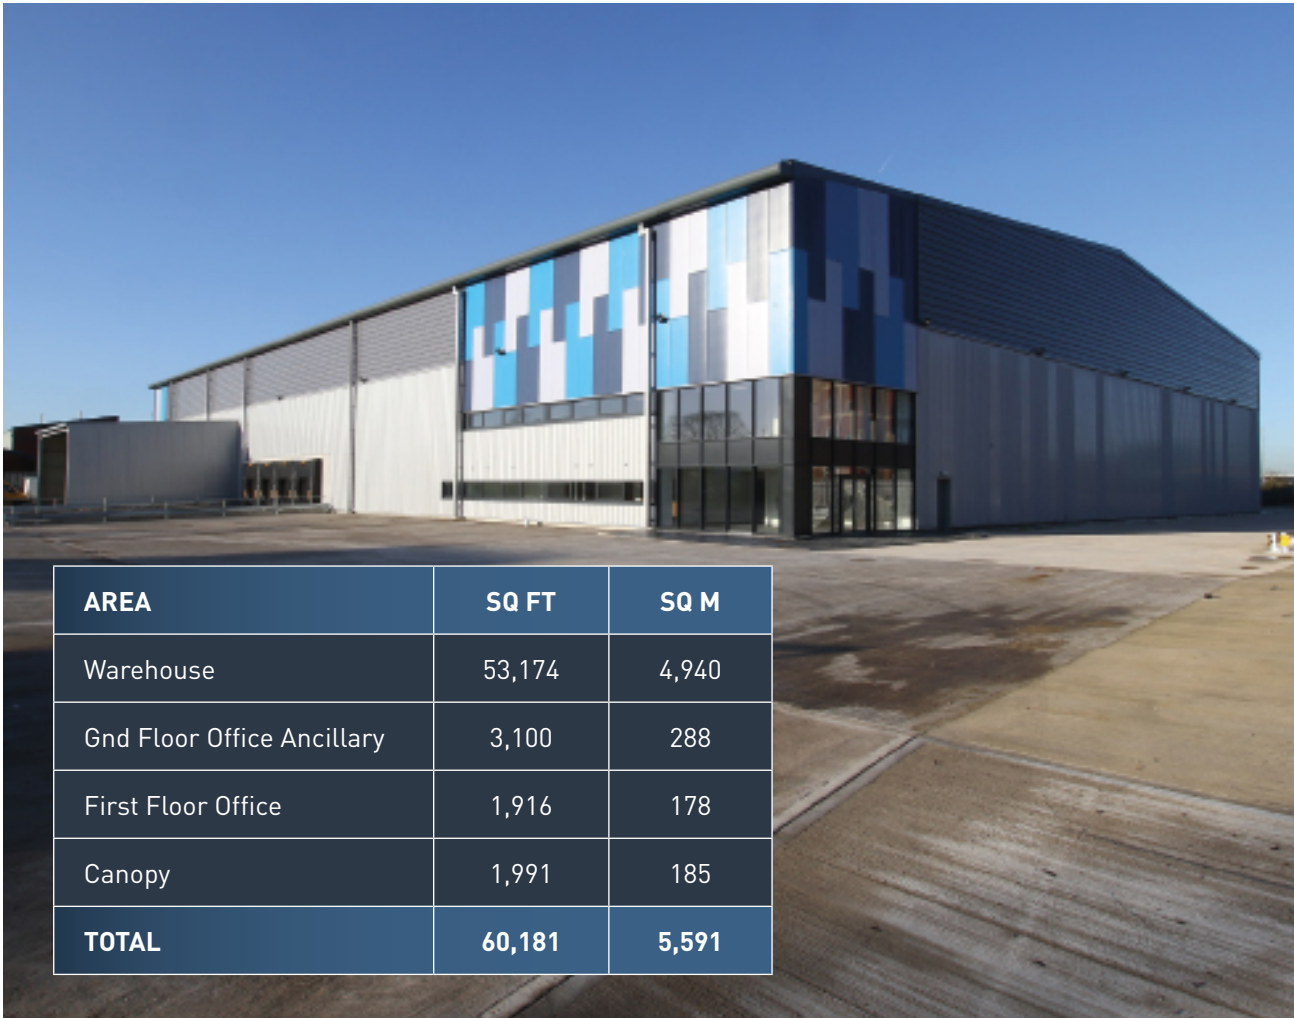 AREA SQ FT SQ M
Warehouse 53,174 4,940
Gnd Floor Office Ancillary 3,100 288
First Floor Office 1,916 178
Canopy 1,991 185
TOTAL 60,181 5,591